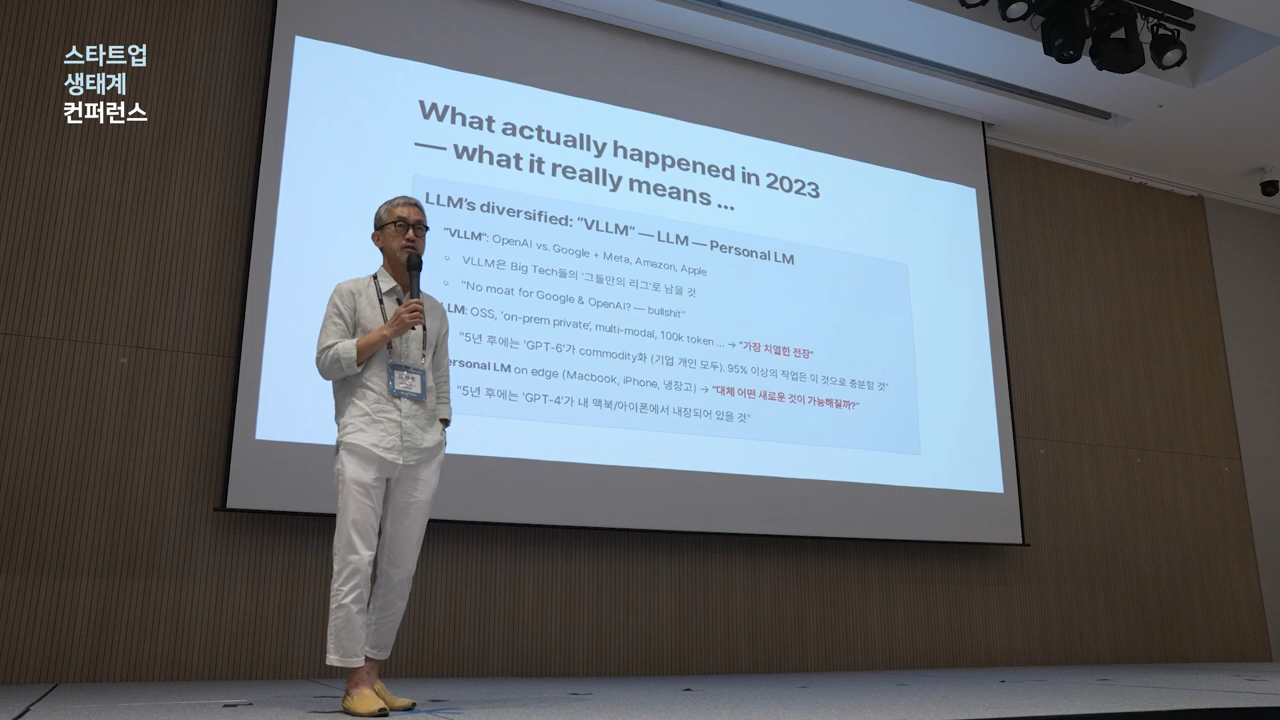 스타트업
생태계
컨퍼런스
What actually happened in 2023
— what it really means ...
LLM's diversified: "VLLM" — LLM — Personal LM
"VLLM": OpenAI vs. Google + Meta, Amazon, Apple
VLLM은 Big Tech들의 '그들만의 리그'로 남을 것
"No moat for Google & OpenAI? — bullshit"
LM: OSS, 'on-prem private', multi-modal, 100k token ... → "가장 치열한 전장"
"5년 후에는 'GPT-6'가 commodity화 (기업 개인 모두). 95% 이상의 작업은 이 것으로 충분할 것"
ersonal LM on edge (Macbook, iPhone, 냉장고) → "대체 어떤 새로운 것이 가능해질까?"
"5년 후에는 'GPT-4'가 내 맥북/아이폰에서 내장되어 있을 것"